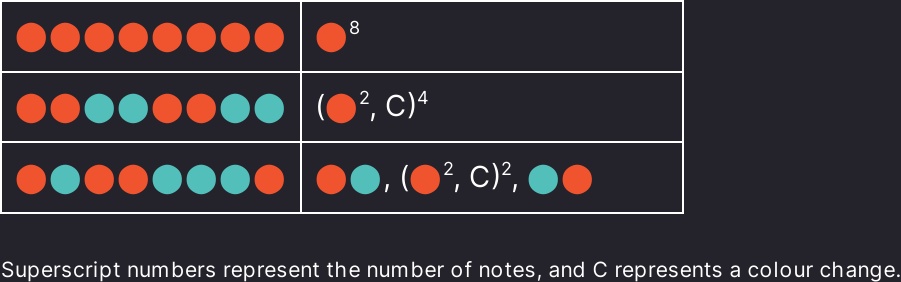 8
(2, C)4
, (2, C)2,
Superscript numbers represent the number of notes, and C represents a colour change.